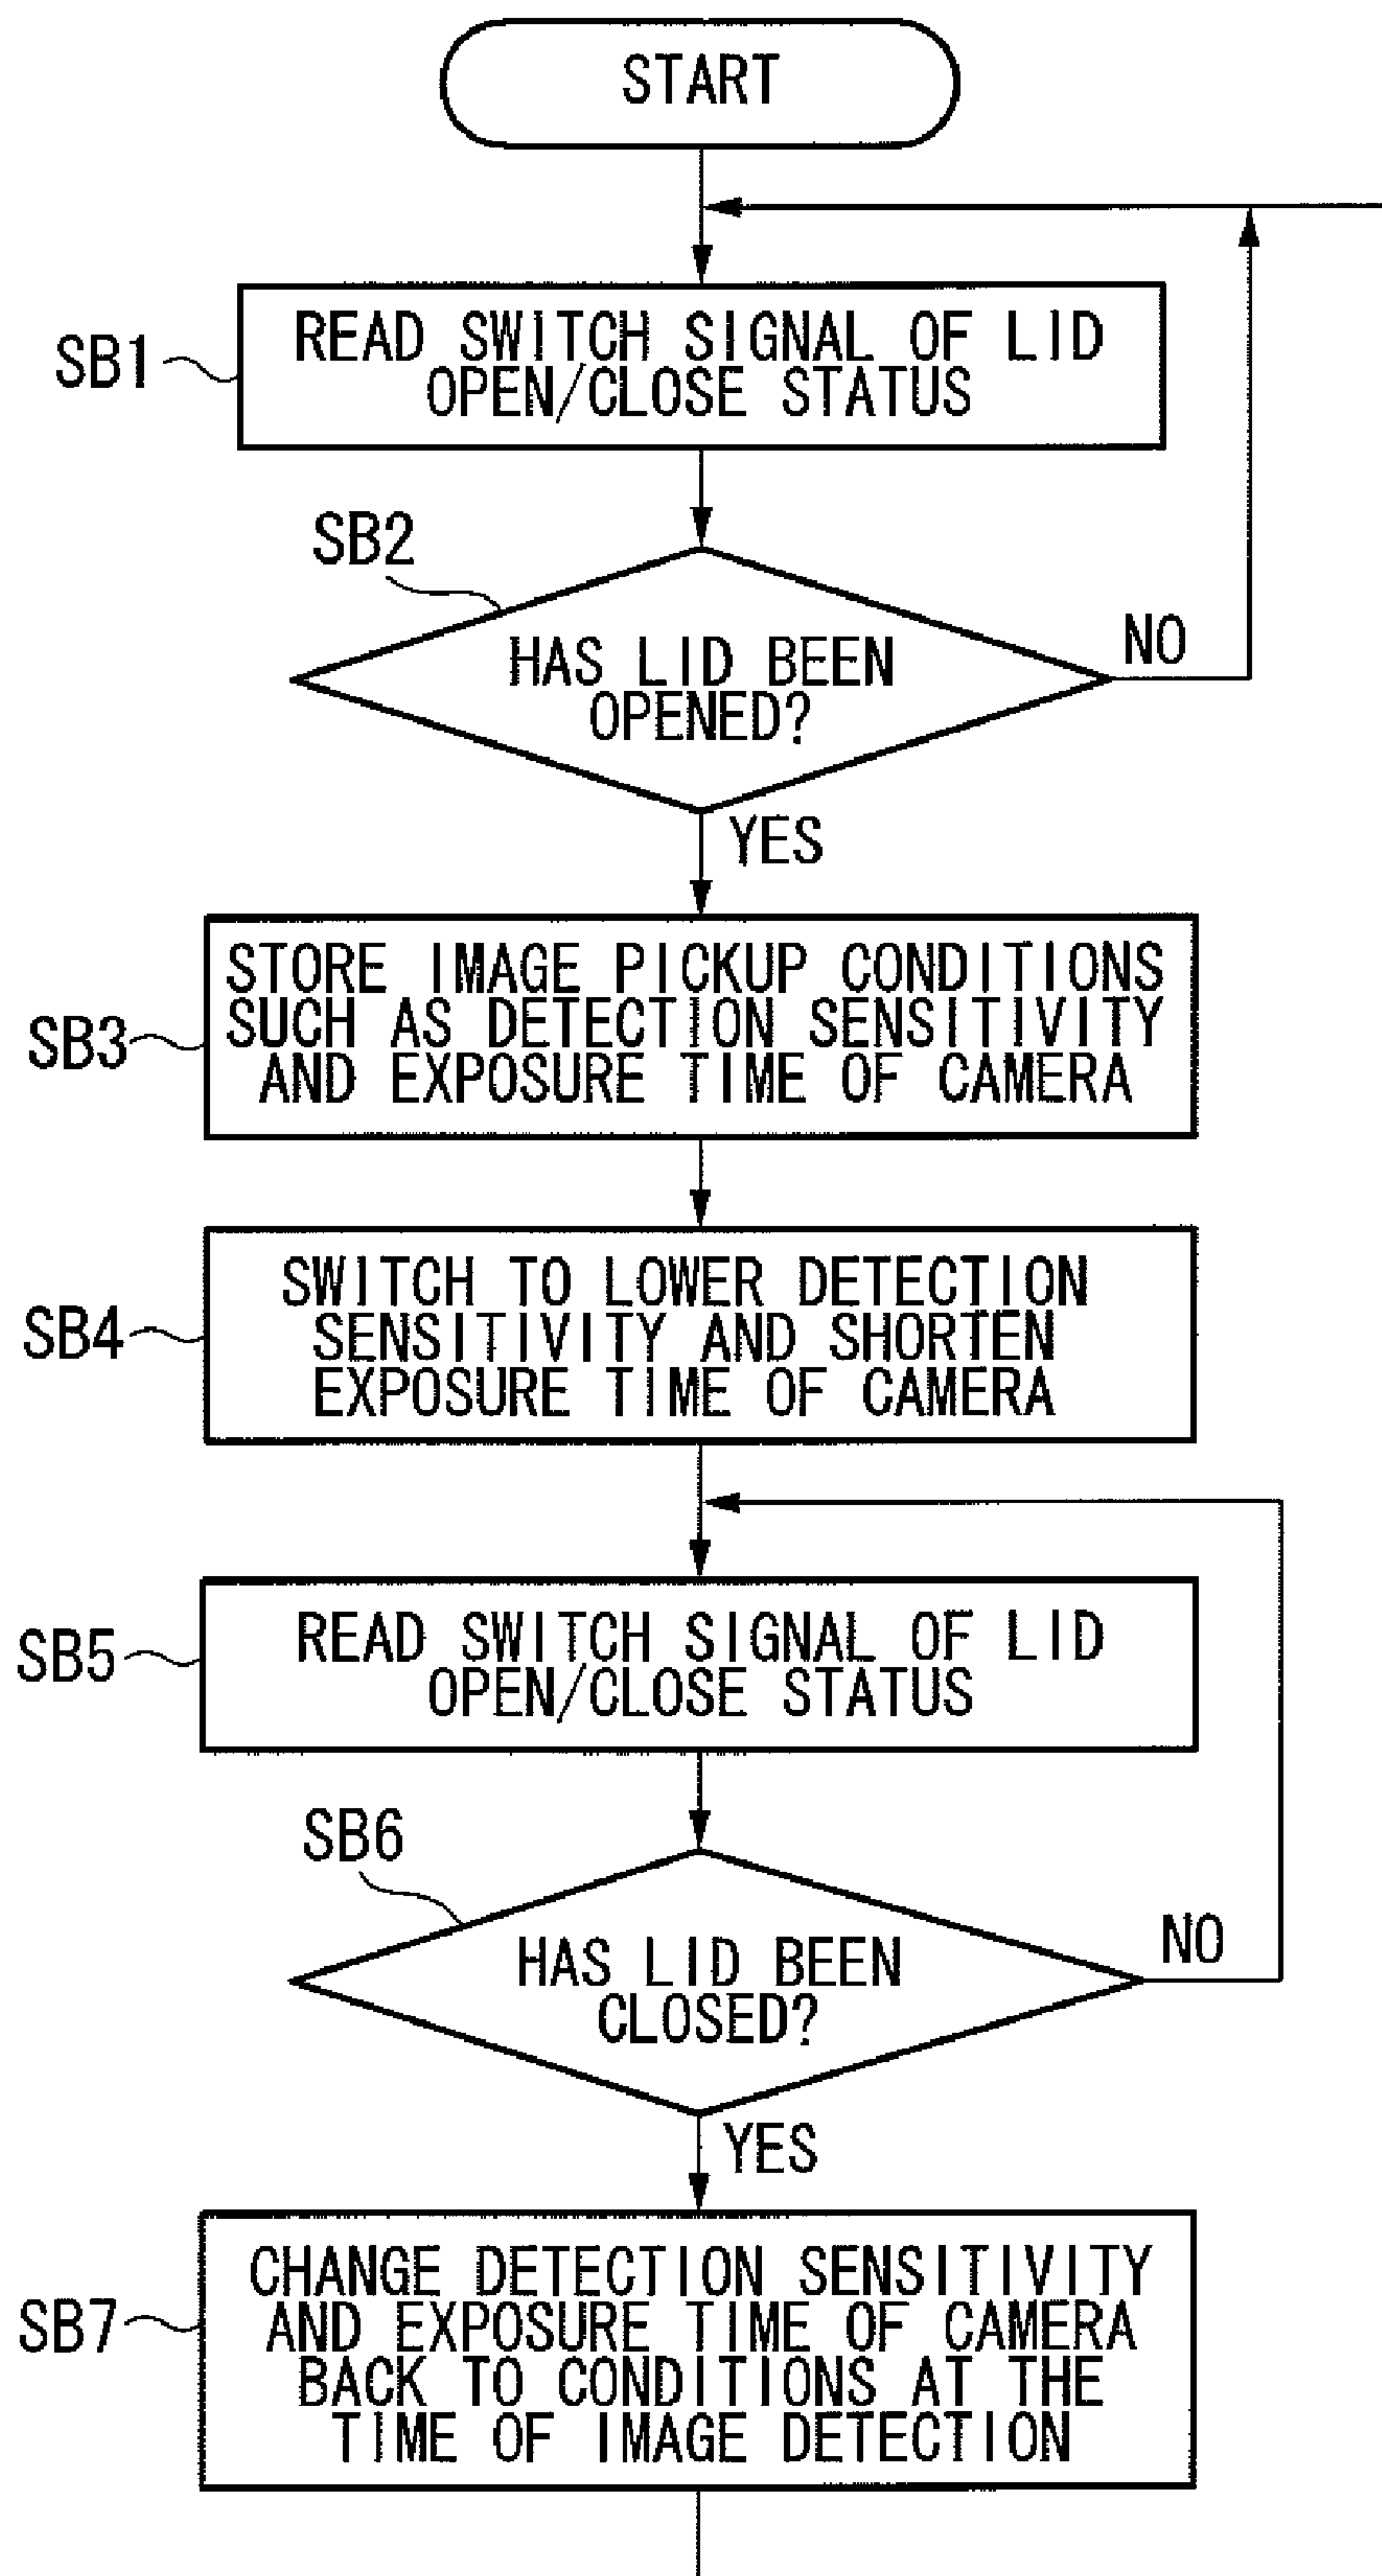 START
SB1
READ SWITCH SIGNAL OF LID
OPEN/CLOSE STATUS
SB2
HAS LID BEEN
OPENED?
NO
YES
SB3
STORE IMAGE PICKUP CONDITIONS
SUCH AS DETECTION SENSITIVITY
AND EXPOSURE TIME OF CAMERA
SB4
SWITCH TO LOWER DETECTION
SENSITIVITY AND SHORTEN
EXPOSURE TIME OF CAMERA
SB5
READ SWITCH SIGNAL OF LID
OPEN/CLOSE STATUS
SB6
HAS LID BEEN
CLOSED?
NO
YES
SB7
CHANGE DETECTION SENSITIVITY
AND EXPOSURE TIME OF CAMERA
BACK TO CONDITIONS AT THE
TIME OF IMAGE DETECTION